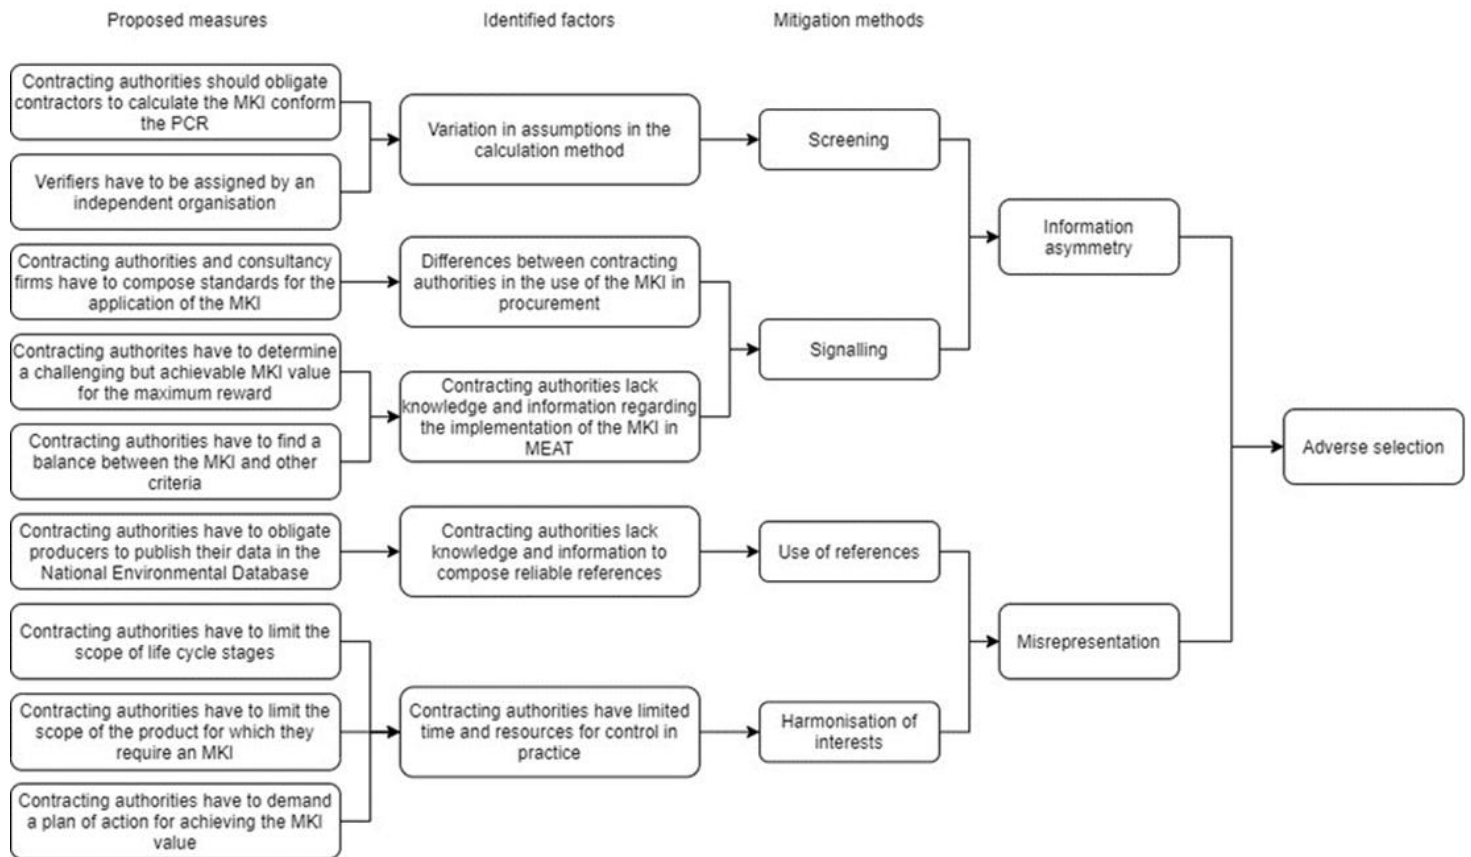 Proposed measures
Identified factors
Mitigation methods
Contracting authorities should obligate
contractors to calculate the MKI conform
the PCR
Verifiers have to be assigned by an
independent organisation
Contracting authorities and consultancy
firms have to compose standards for the
application of the MKI
Contracting authorites have to determine
a challenging but achievable MKI value
for the maximum reward
Contracting authorities have to find a
balance between the MKI and other
criteria
Contracting authorities have to obligate
producers to publish their data in the
National Environmental Database
Contracting authorities have to limit the
scope of life cycle stages
Contracting authorities have to limit the
scope of the product for which they
require an MKI
Contracting authorities have to demand
a plan of action for achieving the MKI
value
Variation in assumptions in the
calculation method
Differences between contracting
authorities in the use of the MKI in
procurement
Contracting authorities lack
knowledge and information regarding
the implementation of the MKI in
MEAT
Contracting authorities lack
knowledge and information to
compose reliable references
Contracting authorities have limited
time and resources for control in
practice
Screening
Signalling
Use of references
Harmonisation of
interests
Information
asymmetry
Misrepresentation
Adverse selection